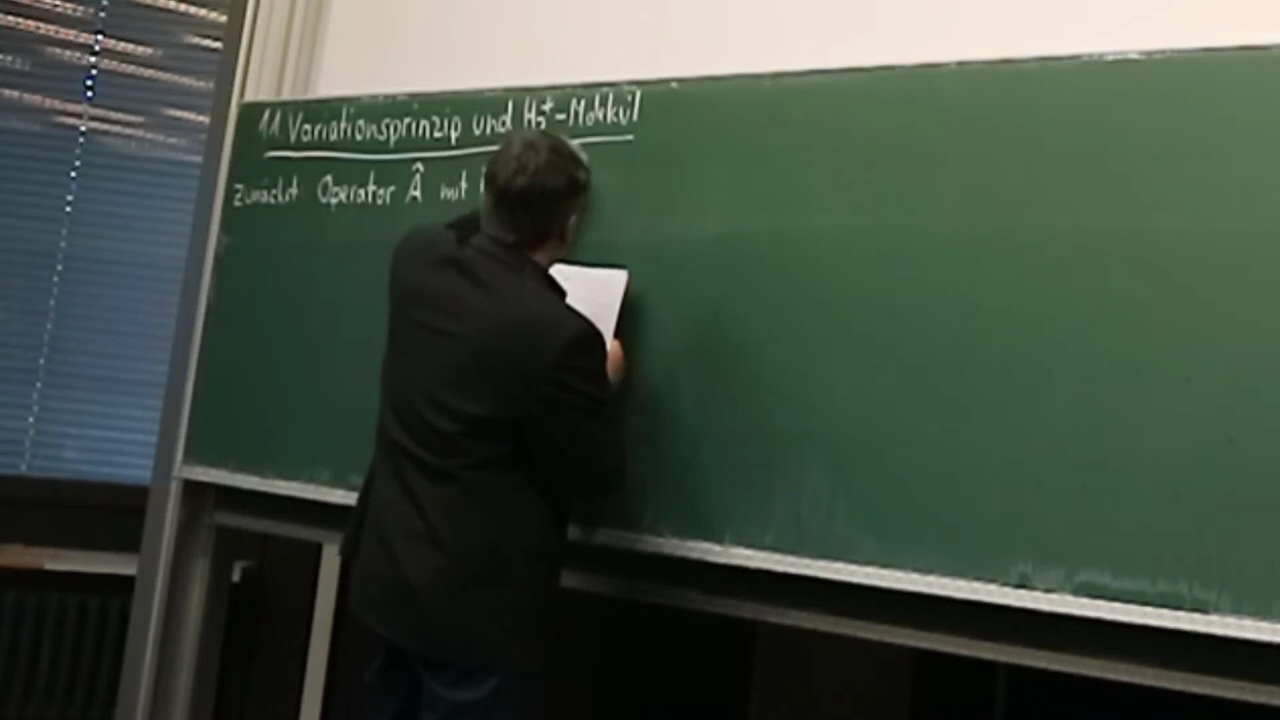 11. Variationsprinzip und H₂⁺-Molekül
Zunächst Operator Â mit